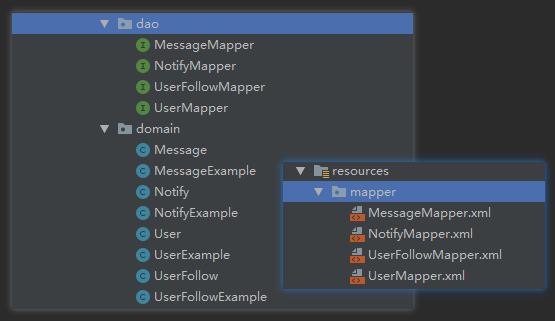 dao
MessageMapper
NotifyMapper
UserFollowMapper
UserMapper
domain
Message
MessageExample
Notify
NotifyExample
User
UserExample
UserFollow
UserFollowExample
resources
mapper
MessageMapper.xml
NotifyMapper.xml
UserFollowMapper.xml
UserMapper.xml